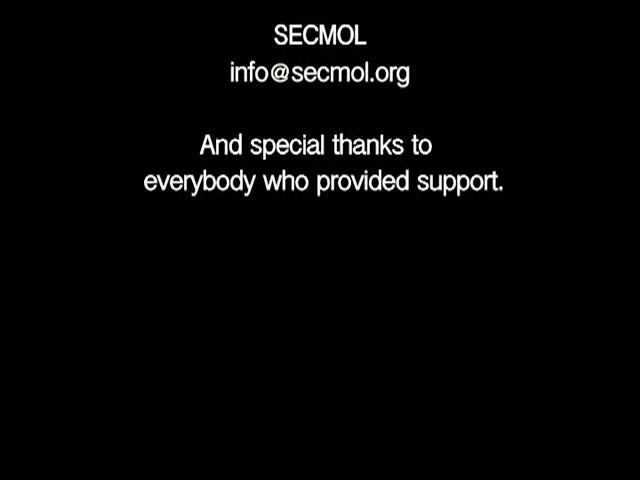 SECMOL
info@secmol.org
And special thanks to
everybody who provided support.